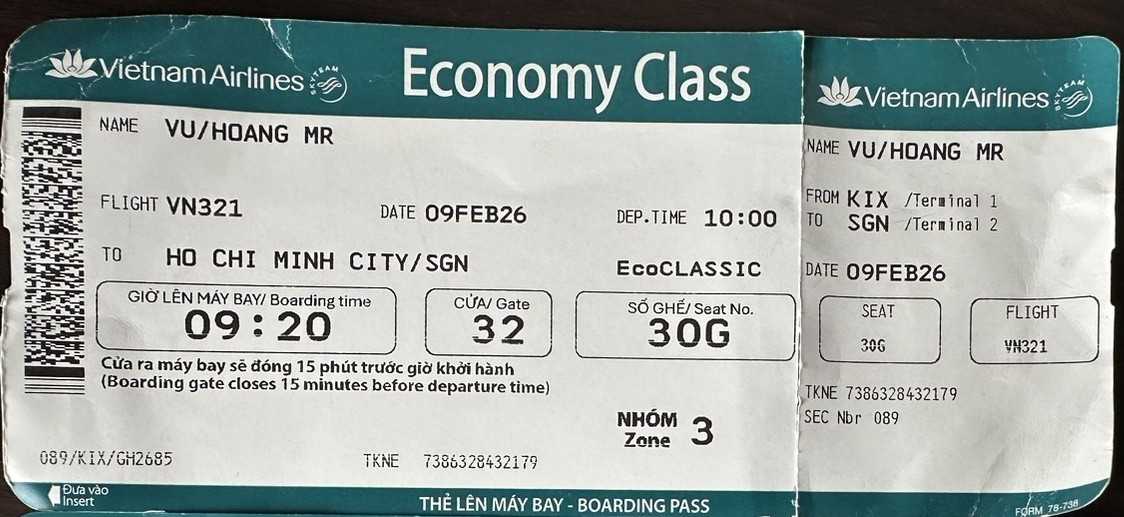 Vietnam Airlines SKYTEAM
Economy Class
NAME VU/HOANG MR
FLIGHT VN321 DATE 09FEB26 DEP.TIME 10:00
TO HO CHI MINH CITY/SGN EcoCLASSIC
GIỜ LÊN MÁY BAY/ Boarding time
09:20
CỬA/ Gate
32
SỐ GHẾ/ Seat No.
30G
Cửa ra máy bay sẽ đóng 15 phút trước giờ khởi hành
(Boarding gate closes 15 minutes before departure time)
NHÓM
Zone 3
089/KIX/GH2685 TKNE 7386328432179
Đưa vào
Insert
THẺ LÊN MÁY BAY - BOARDING PASS
Vietnam Airlines SKYTEAM
NAME VU/HOANG MR
FROM KIX /Terminal 1
TO SGN /Terminal 2
DATE 09FEB26
SEAT
30G
FLIGHT
VN321
TKNE 7386328432179
SEC Nbr 089
FORM 78-738